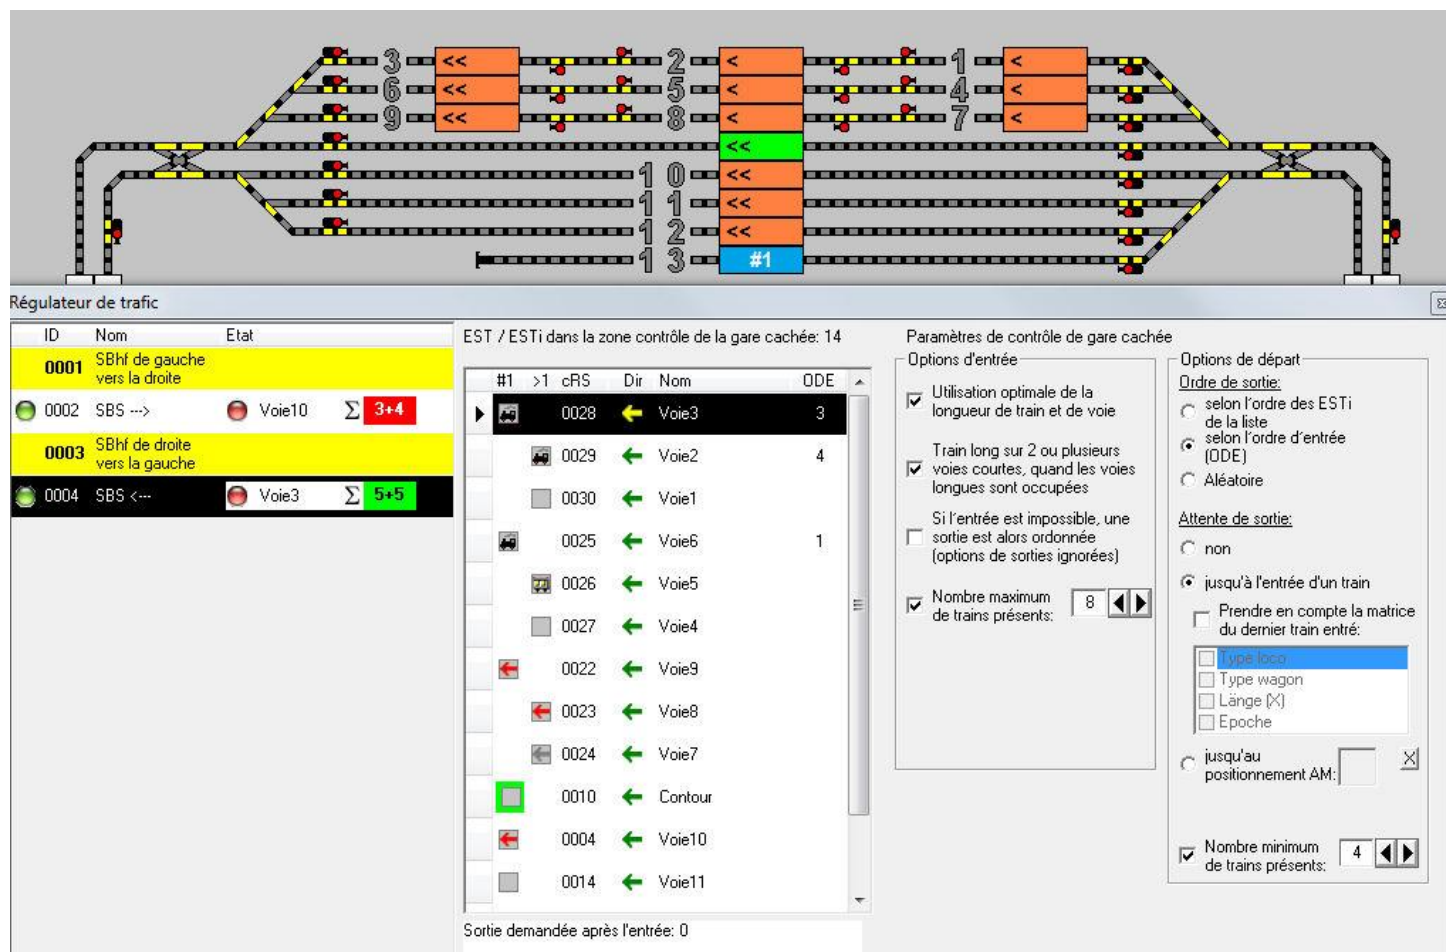 3 << 2 < 1 <
6 << 5 < 4 <
9 << 8 < 7 <
<<
10 <<
11 <<
12 <<
13 #1
Régulateur de trafic
ID Nom Etat
0001 SBhf de gauche
vers la droite
0002 SBS ---> Voie10 Σ 3+4
0003 SBhf de droite
vers la gauche
0004 SBS <--- Voie3 Σ 5+5
EST / ESTi dans la zone contrôle de la gare cachée: 14
#1 >1 cRS Dir Nom ODE
0028 Voie3 3
0029 Voie2 4
0030 Voie1
0025 Voie6 1
0026 Voie5
0027 Voie4
0022 Voie9
0023 Voie8
0024 Voie7
0010 Contour
0004 Voie10
0014 Voie11
Sortie demandée après l'entrée: 0
Paramètres de contrôle de gare cachée
Options d'entrée
Utilisation optimale de la
longueur de train et de voie
Train long sur 2 ou plusieurs
voies courtes, quand les voies
longues sont occupées
Si l'entrée est impossible, une
sortie est alors ordonnée
(options de sorties ignorées)
Nombre maximum
de trains présents: 8
Options de départ
Ordre de sortie:
selon l'ordre des ESTi
de la liste
selon l'ordre d'entrée
(ODE)
Aléatoire
Attente de sortie:
non
jusqu'à l'entrée d'un train
Prendre en compte la matrice
du dernier train entré:
Type loco
Type wagon
Länge (X)
Epoche
jusqu'au
positionnement AM: X
Nombre minimum
de trains présents: 4